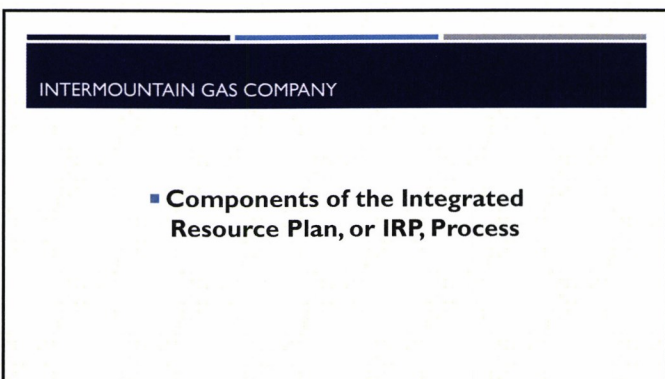 INTERMOUNTAIN GAS COMPANY
▪ Components of the Integrated
Resource Plan, or IRP, Process